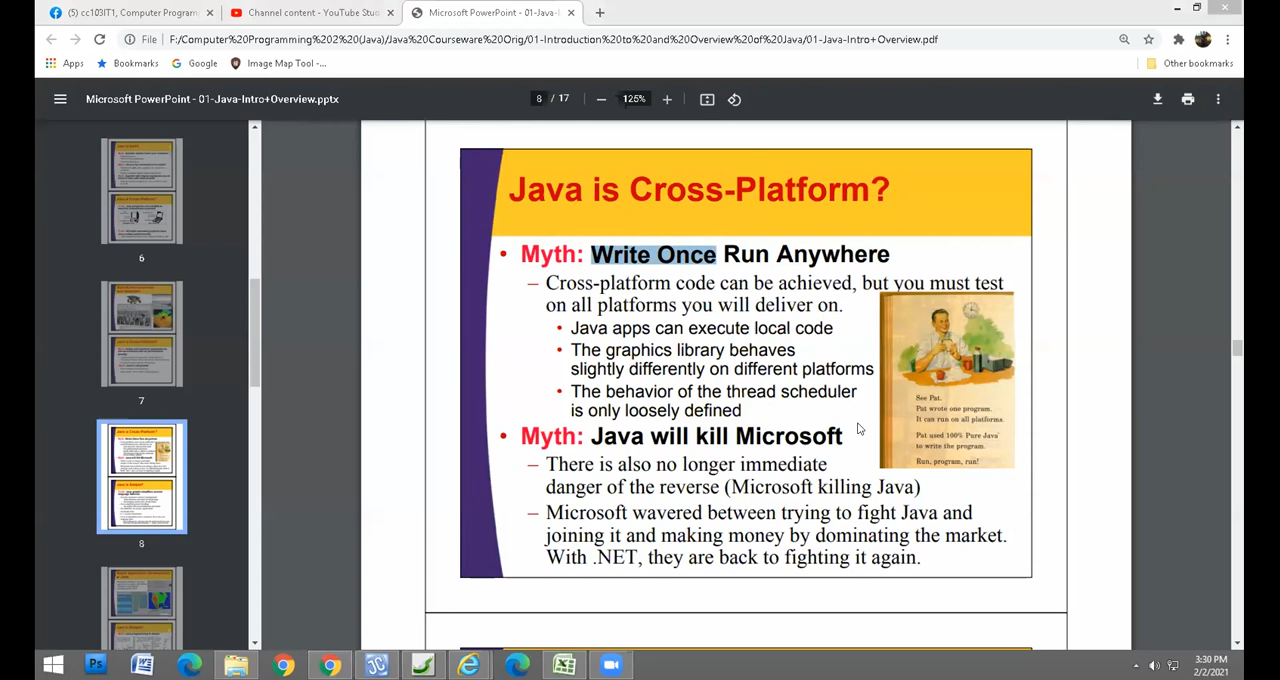 (5) cc103IT1, Computer Program
Channel content - YouTube Stu
Microsoft PowerPoint - 01-Java-I
File
F:/Computer%20Programming%202%20(Java)/Java%20Courseware%20Orig/01-Introduction%20to%20and%20Overview%20of%20Java/01-Java-Intro+Overview.pdf
Apps
Bookmarks
Google
Image Map Tool -...
Other bookmarks
Microsoft PowerPoint - 01-Java-Intro+Overview.pptx
8 / 17
125%
6
7
8
Java is Cross-Platform?
• Myth: Write Once Run Anywhere
– Cross-platform code can be achieved, but you must test
on all platforms you will deliver on.
• Java apps can execute local code
• The graphics library behaves
slightly differently on different platforms
• The behavior of the thread scheduler
is only loosely defined
See Pat.
Pat wrote one program.
It can run on all platforms.
Pat used 100% Pure Java
to write the program.
Run, program, run!
• Myth: Java will kill Microsoft
– There is also no longer immediate
danger of the reverse (Microsoft killing Java)
– Microsoft wavered between trying to fight Java and
joining it and making money by dominating the market.
With .NET, they are back to fighting it again.
Ps
JC
3:30 PM
2/2/2021